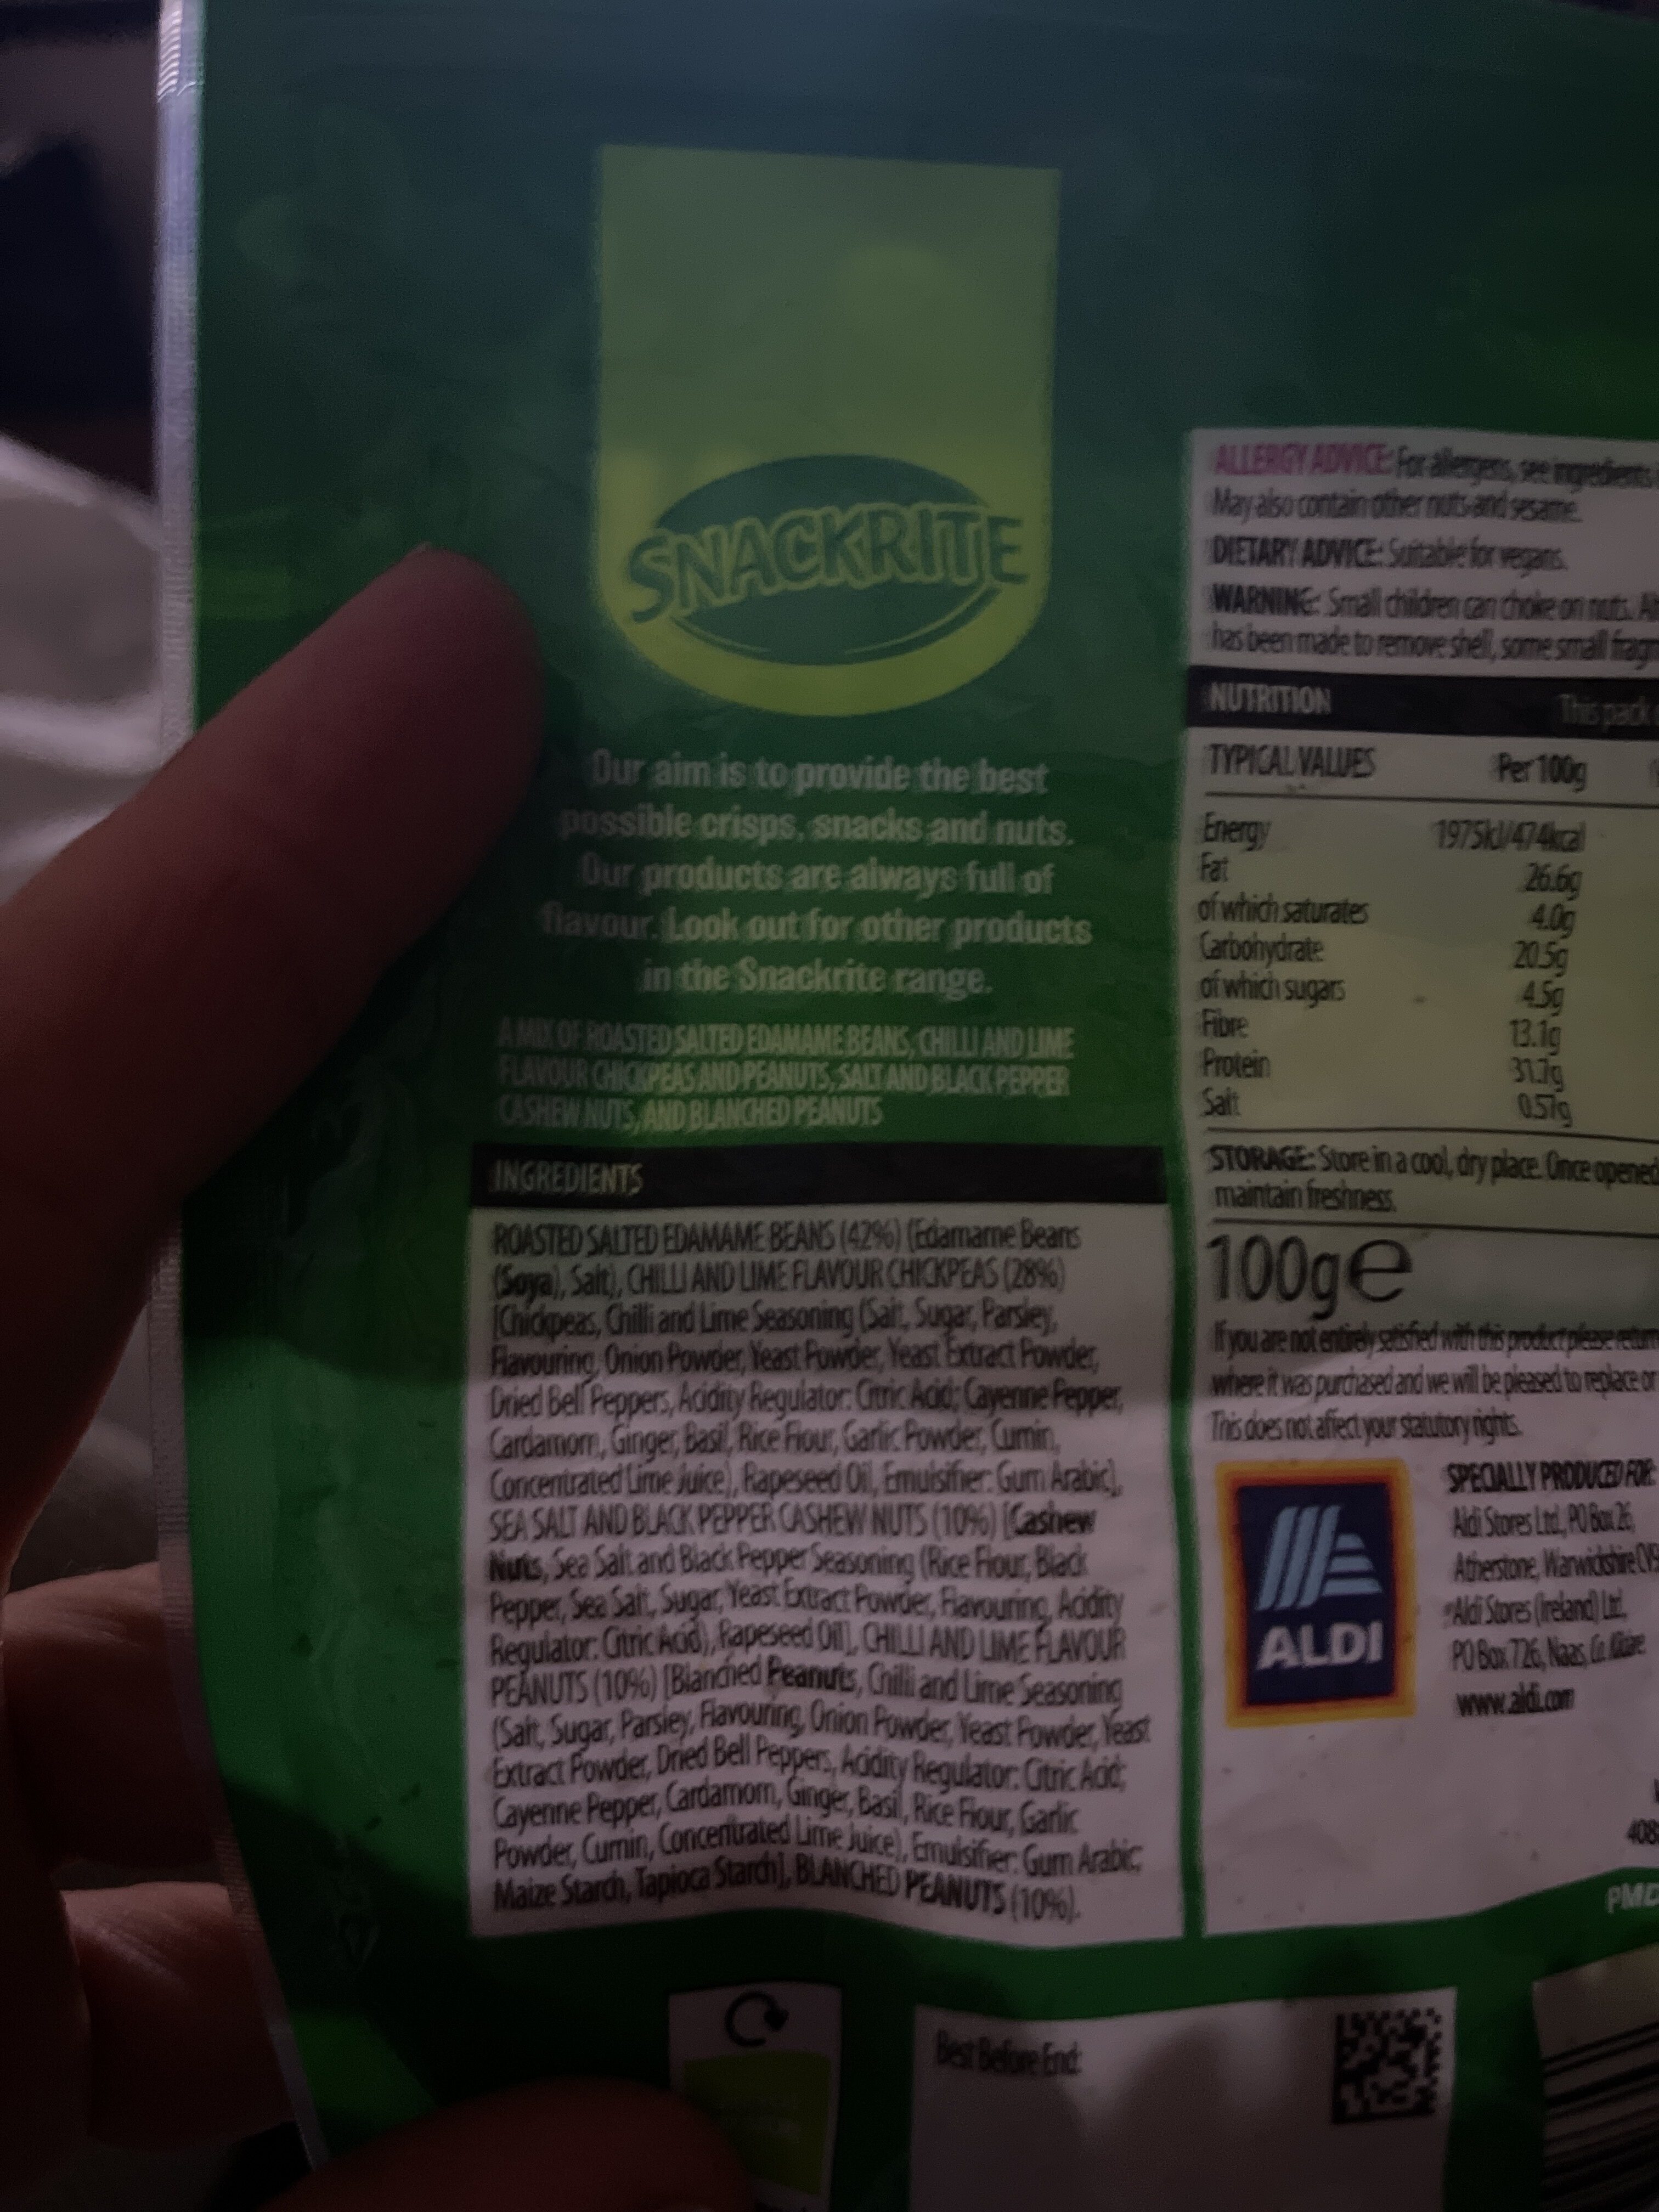 SNACKRITE
Our aim is to provide the best
possible crisps, snacks and nuts.
Our products are always full of
flavour. Look out for other products
in the Snackrite range.
A MIX OF ROASTED SALTED EDAMAME BEANS, CHILLI AND LIME
FLAVOUR CHICKPEAS AND PEANUTS, SALT AND BLACK PEPPER
CASHEW NUTS, AND BLANCHED PEANUTS
INGREDIENTS
ROASTED SALTED EDAMAME BEANS (42%) (Edamame Beans
(Soya), Salt), CHILLI AND LIME FLAVOUR CHICKPEAS (28%)
[Chickpeas, Chilli and Lime Seasoning (Salt, Sugar, Parsley,
Flavouring, Onion Powder, Yeast Powder, Yeast Extract Powder,
Dried Bell Peppers, Acidity Regulator: Citric Acid; Cayenne Pepper,
Cardamom, Ginger, Basil, Rice Flour, Garlic Powder, Cumin,
Concentrated Lime Juice), Rapeseed Oil, Emulsifier: Gum Arabic],
SEA SALT AND BLACK PEPPER CASHEW NUTS (10%) [Cashew
Nuts, Sea Salt and Black Pepper Seasoning (Rice Flour, Black
Pepper, Sea Salt, Sugar, Yeast Extract Powder, Flavouring, Acidity
Regulator: Citric Acid), Rapeseed Oil], CHILLI AND LIME FLAVOUR
PEANUTS (10%) [Blanched Peanuts, Chilli and Lime Seasoning
(Salt, Sugar, Parsley, Flavouring, Onion Powder, Yeast Powder, Yeast
Extract Powder, Dried Bell Peppers, Acidity Regulator: Citric Acid;
Cayenne Pepper, Cardamom, Ginger, Basil, Rice Flour, Garlic
Powder, Cumin, Concentrated Lime Juice), Emulsifier: Gum Arabic,
Maize Starch, Tapioca Starch], BLANCHED PEANUTS (10%).
Best Before End:
ALLERGY ADVICE: For allergens, see ingredients
May also contain other nuts and sesame.
DIETARY ADVICE: Suitable for vegans.
WARNING: Small children can choke on nuts.
has been made to remove shell, some small
NUTRITION This pack
TYPICAL VALUES Per 100g
Energy 1975kJ/474kcal
Fat 26.6g
of which saturates 4.0g
Carbohydrate 20.5g
of which sugars 4.5g
Fibre 13.1g
Protein 31.7g
Salt 0.57g
STORAGE: Store in a cool, dry place. Once opened
maintain freshness.
100g e
If you are not entirely satisfied with this product please return
where it was purchased and we will be pleased to replace or
This does not affect your statutory rights.
ALDI
SPECIALLY PRODUCED FOR:
Aldi Stores Ltd, PO Box 26,
Atherstone, Warwickshire
Aldi Stores (Ireland) Ltd,
PO Box 726, Naas, Co. Kildare
www.aldi.com
408
PMD